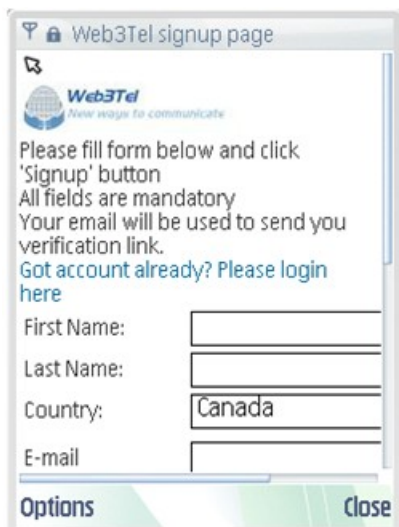 Web3Tel signup page
Web3Tel
New ways to communicate
Please fill form below and click
'Signup' button
All fields are mandatory
Your email will be used to send you
verification link.
Got account already? Please login
here
First Name:
Last Name:
Country: Canada
E-mail
Options Close